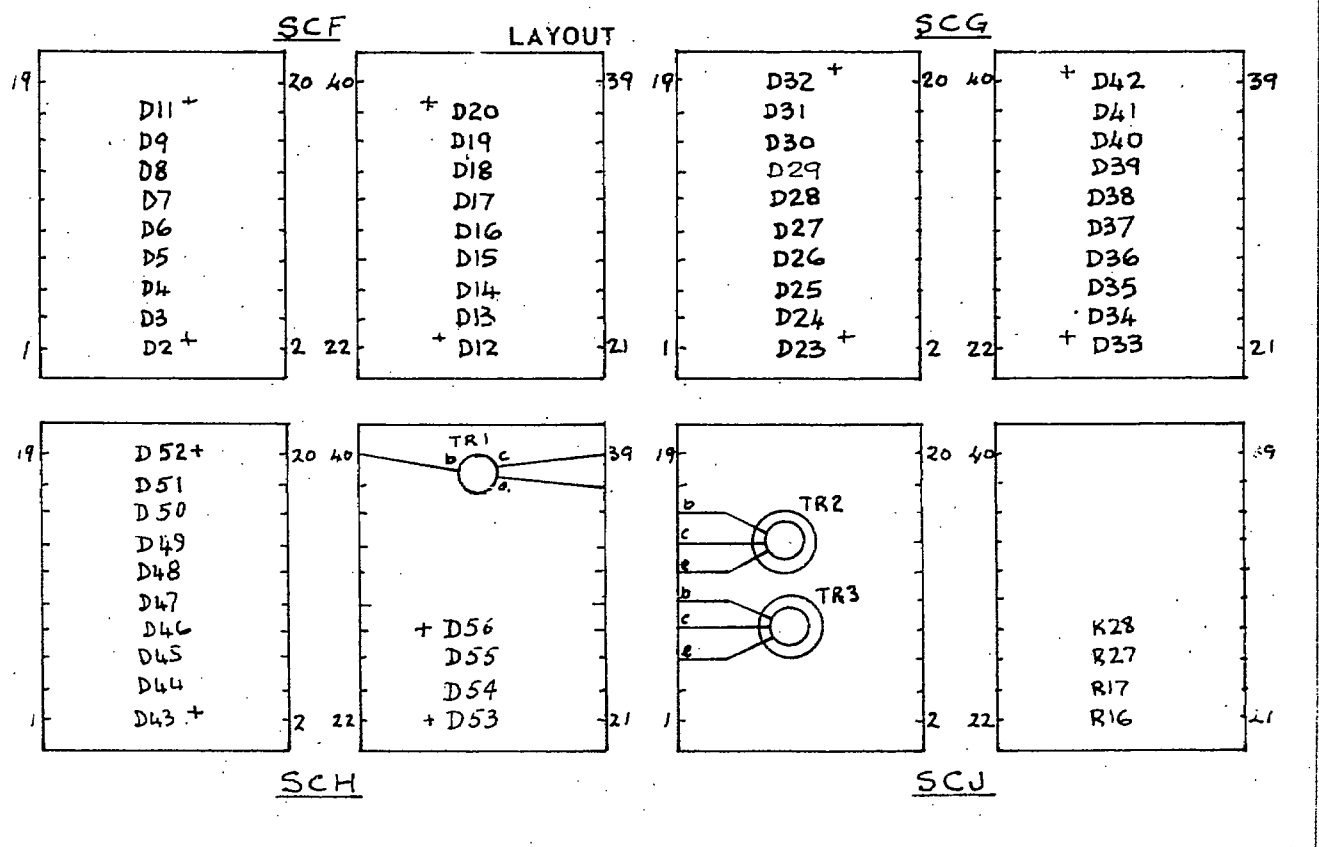 SCF LAYOUT SCG
19 20 40 39 19 D32 + 20 40 + D42 39
D11 + + D20 D31 D41
D9 D19 D30 D40
D8 D18 D29 D39
D7 D17 D28 D38
D6 D16 D27 D37
D5 D15 D26 D36
D4 D14 D25 D35
D3 D13 D24 D34
1 D2 + 2 22 + D12 21 1 D23 + 2 22 + D33 21
19 D52+ 20 40 b TR1 c 39 19 20 40 39
D51 e
D50 b TR2
D49 c
D48 e
D47 b TR3
D46 + D56 c R28
D45 D55 e R27
D44 D54 R17
1 D43 + 2 22 + D53 21 1 2 22 R16 21
SCH SCJ